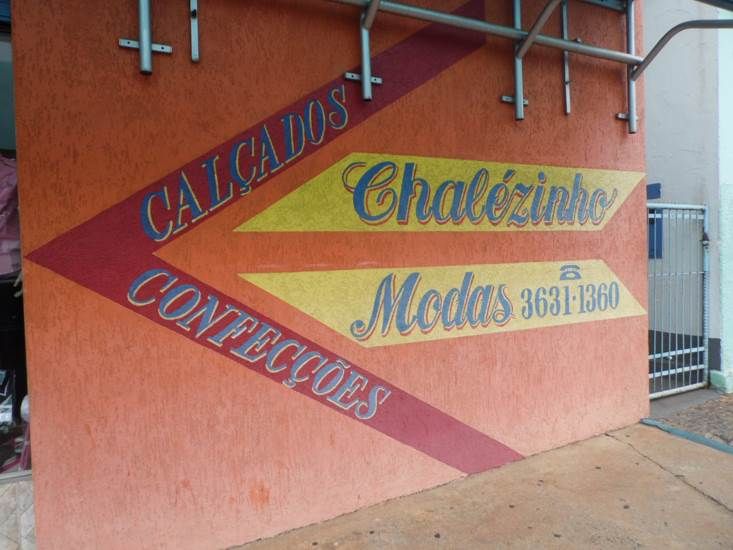 CALÇADOS
CONFECÇÕES
Chalézinho
Modas 3631-1360